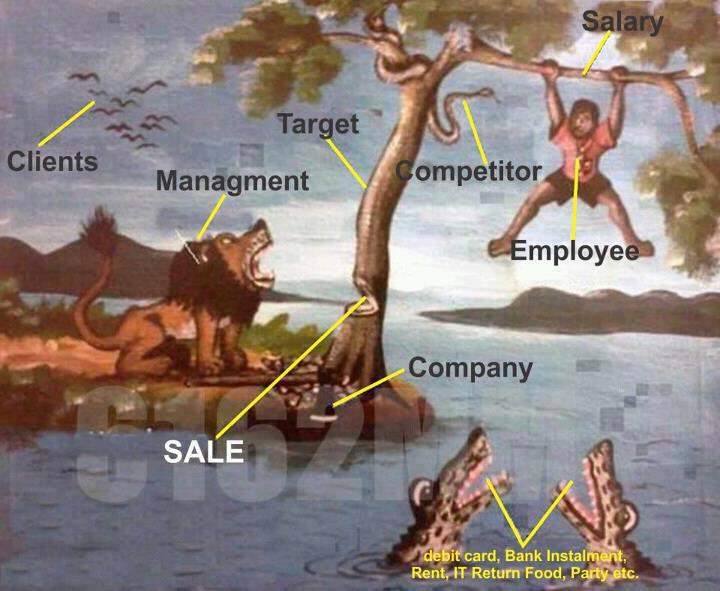 Salary
Clients
Target
Managment
Competitor
Employee
Company
SALE
debit card, Bank Instalment,
Rent, IT Return Food, Party etc.